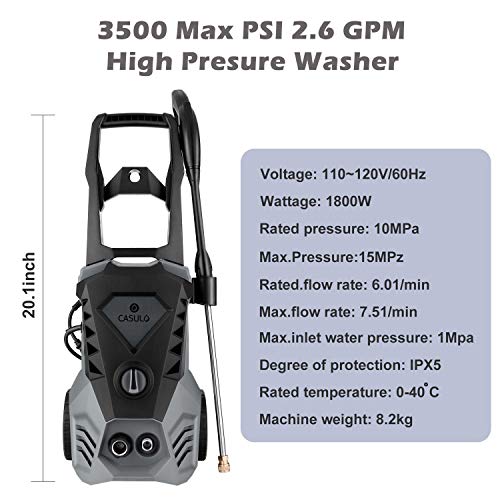 3500 Max PSI 2.6 GPM
High Presure Washer
20.1inch
CASULO
Voltage: 110~120V/60Hz
Wattage: 1800W
Rated pressure: 10MPa
Max.Pressure:15MPz
Rated.flow rate: 6.01/min
Max.flow rate: 7.51/min
Max.inlet water pressure: 1Mpa
Degree of protection: IPX5
Rated temperature: 0-40°C
Machine weight: 8.2kg